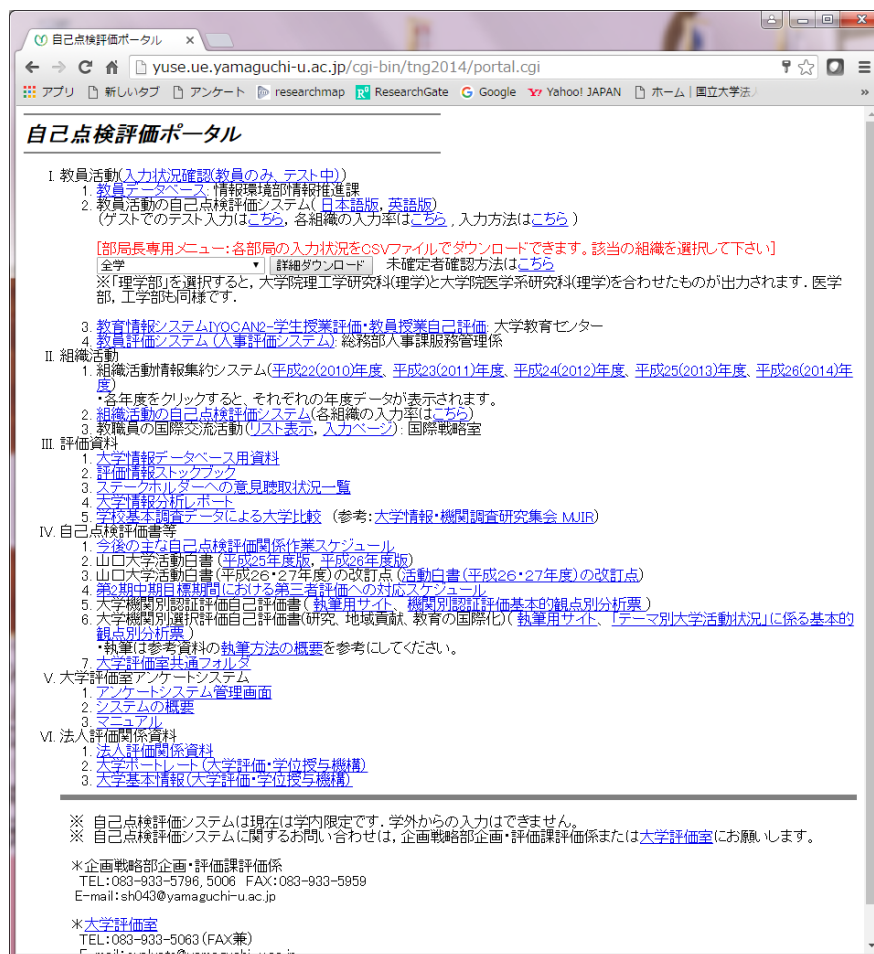 自己点検評価ポータル
yuse.ue.yamaguchi-u.ac.jp/cgi-bin/tng2014/portal.cgi
アプリ 新しいタブ アンケート researchmap ResearchGate Google Yahoo! JAPAN ホーム | 国立大学法
自己点検評価ポータル
I. 教員活動(入力状況確認(教員のみ、テスト中))
1. 教員データベース: 情報環境部情報推進課
2. 教員活動の自己点検評価システム( 日本語版, 英語版)
(ゲストでのテスト入力はこちら, 各組織の入力率はこちら , 入力方法はこちら )
[部局長専用メニュー:各部局の入力状況をCSVファイルでダウンロードできます。該当の組織を選択して下さい]
全学 詳細ダウンロード 未確定者確認方法はこちら
※「理学部」を選択すると, 大学院理工学研究科(理学)と大学院医学系研究科(理学)を合わせたものが出力されます. 医学
部, 工学部も同様です.
3. 教育情報システムIYOCAN2-学生授業評価・教員授業自己評価: 大学教育センター
4. 教員評価システム (人事評価システム): 総務部人事課服務管理係
II. 組織活動
1. 組織活動情報集約システム(平成22(2010)年度、平成23(2011)年度、平成24(2012)年度、平成25(2013)年度、平成26(2014)年
度)
・各年度をクリックすると、それぞれの年度データが表示されます。
2. 組織活動の自己点検評価システム(各組織の入力率はこちら)
3. 教職員の国際交流活動(リスト表示, 入力ページ): 国際戦略室
III. 評価資料
1. 大学情報データベース用資料
2. 評価情報ストックブック
3. ステークホルダーへの意見聴取状況一覧
4. 大学情報分析レポート
5. 学校基本調査データによる大学比較 (参考:大学情報・機関調査研究集会 MJIR)
IV. 自己点検評価書等
1. 今後の主な自己点検評価関係作業スケジュール
2. 山口大学活動白書 (平成25年度版, 平成26年度版)
3. 山口大学活動白書(平成26・27年度)の改訂点 (活動白書(平成26・27年度)の改訂点)
4. 第2期中期目標期間における第三者評価への対応スケジュール
5. 大学機関別認証評価自己評価書( 執筆用サイト、機関別認証評価基本的観点別分析票 )
6. 大学機関別選択評価自己評価書(研究、地域貢献、教育の国際化)( 執筆用サイト、「テーマ別大学活動状況」に係る基本的
観点別分析票 )
・執筆は参考資料の執筆方法の概要を参考にしてください。
7. 大学評価室共通フォルダ
V. 大学評価室アンケートシステム
1. アンケートシステム管理画面
2. システムの概要
3. マニュアル
VI. 法人評価関係資料
1. 法人評価関係資料
2. 大学ポートレート(大学評価・学位授与機構)
3. 大学基本情報(大学評価・学位授与機構)
※ 自己点検評価システムは現在は学内限定です. 学外からの入力はできません。
※ 自己点検評価システムに関するお問い合わせは, 企画戦略部企画・評価課評価係または大学評価室にお願いします。
*企画戦略部企画・評価課評価係
TEL:083-933-5796, 5006 FAX:083-933-5959
E-mail:sh043@yamaguchi-u.ac.jp
*大学評価室
TEL:083-933-5063 (FAX兼)